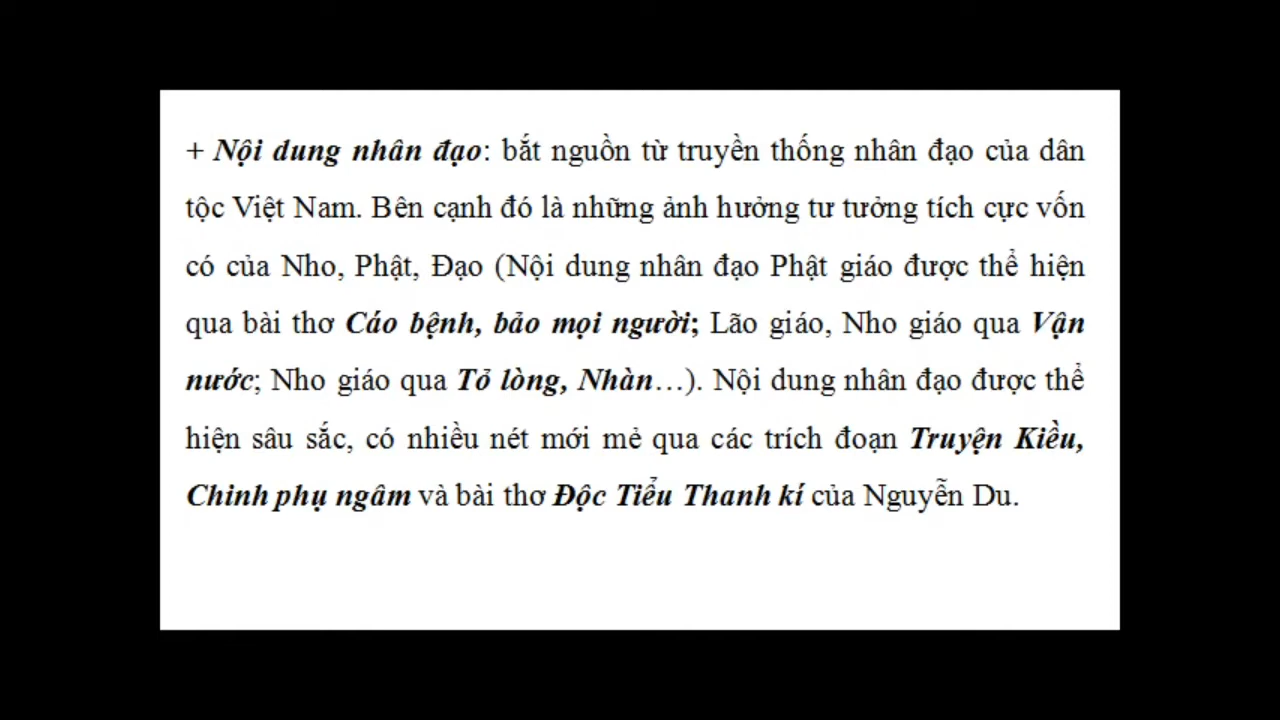 + Nội dung nhân đạo: bắt nguồn từ truyền thống nhân đạo của dân
tộc Việt Nam. Bên cạnh đó là những ảnh hưởng tư tưởng tích cực vốn
có của Nho, Phật, Đạo (Nội dung nhân đạo Phật giáo được thể hiện
qua bài thơ Cáo bệnh, bảo mọi người; Lão giáo, Nho giáo qua Vận
nước; Nho giáo qua Tỏ lòng, Nhàn…). Nội dung nhân đạo được thể
hiện sâu sắc, có nhiều nét mới mẻ qua các trích đoạn Truyện Kiều,
Chinh phụ ngâm và bài thơ Độc Tiểu Thanh kí của Nguyễn Du.